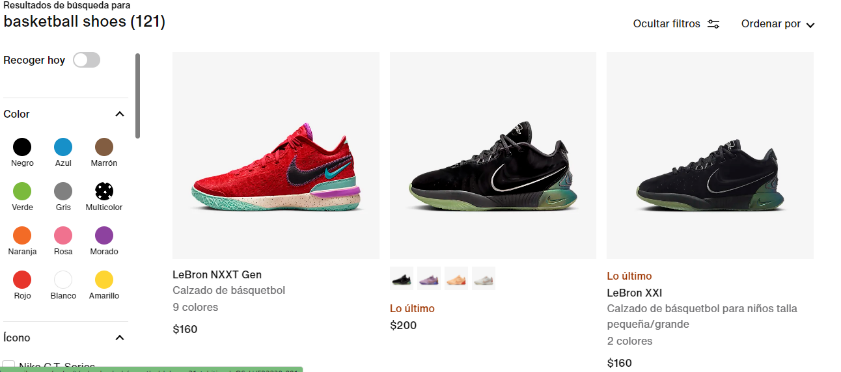 Resultados de búsqueda para
basketball shoes (121)
Ocultar filtros
Ordenar por
Recoger hoy
Color
Negro
Azul
Marrón
Verde
Gris
Multicolor
Naranja
Rosa
Morado
Rojo
Blanco
Amarillo
Ícono
LeBron NXXT Gen
Calzado de básquetbol
9 colores
$160
Lo último
$200
Lo último
LeBron XXI
Calzado de básquetbol para niños talla
pequeña/grande
2 colores
$160